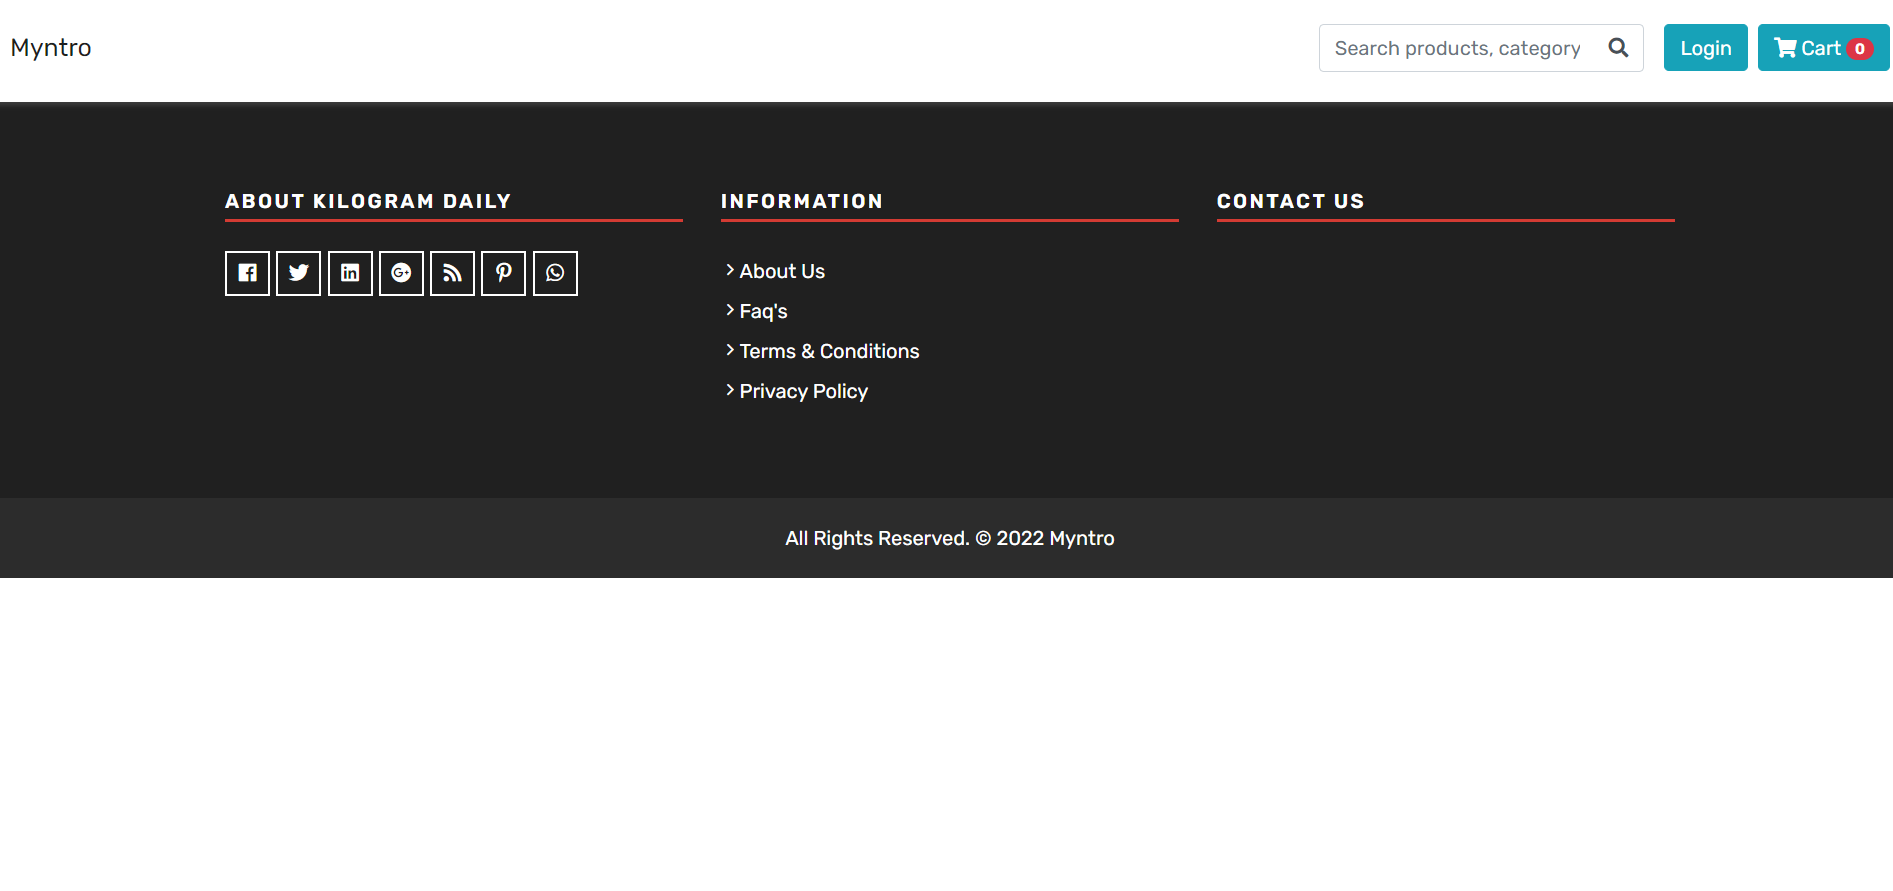 Myntro
Search products, category
Login
Cart 0
ABOUT KILOGRAM DAILY
INFORMATION
About Us
Faq's
Terms & Conditions
Privacy Policy
CONTACT US
All Rights Reserved. © 2022 Myntro